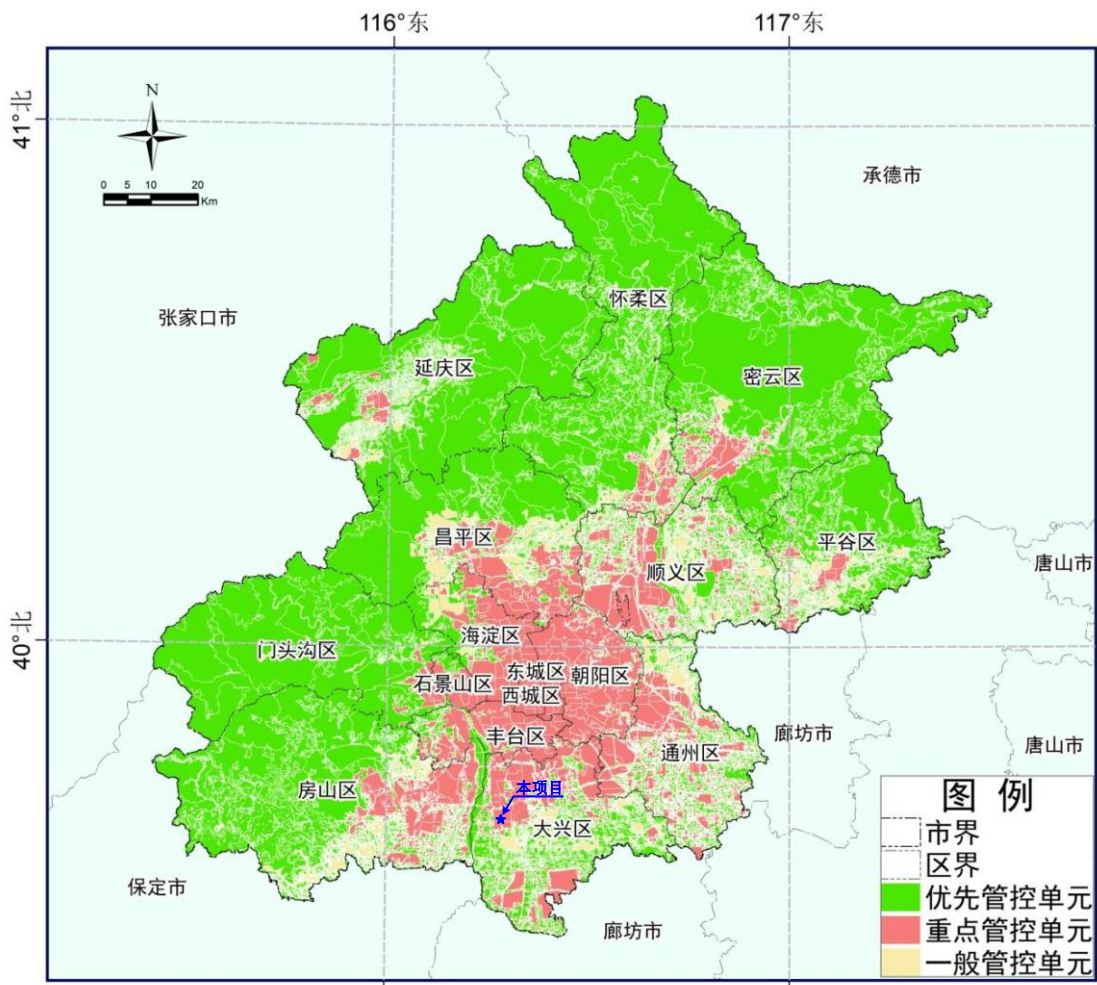 116°东
117°东
41°北
N
0 5 10 20
Km
承德市
怀柔区
张家口市
延庆区
密云区
昌平区
平谷区
顺义区
唐山市
40°北
海淀区
门头沟区
东城区
朝阳区
石景山区
西城区
丰台区
通州区
廊坊市
唐山市
本项目
房山区
大兴区
保定市
廊坊市
图 例
市界
区界
优先管控单元
重点管控单元
一般管控单元